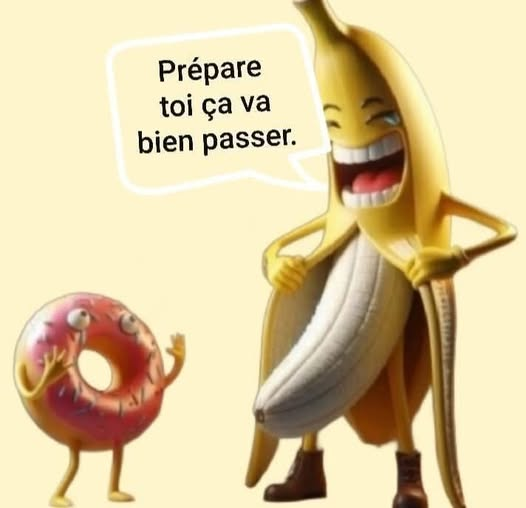 Prépare
toi ça va
bien passer.